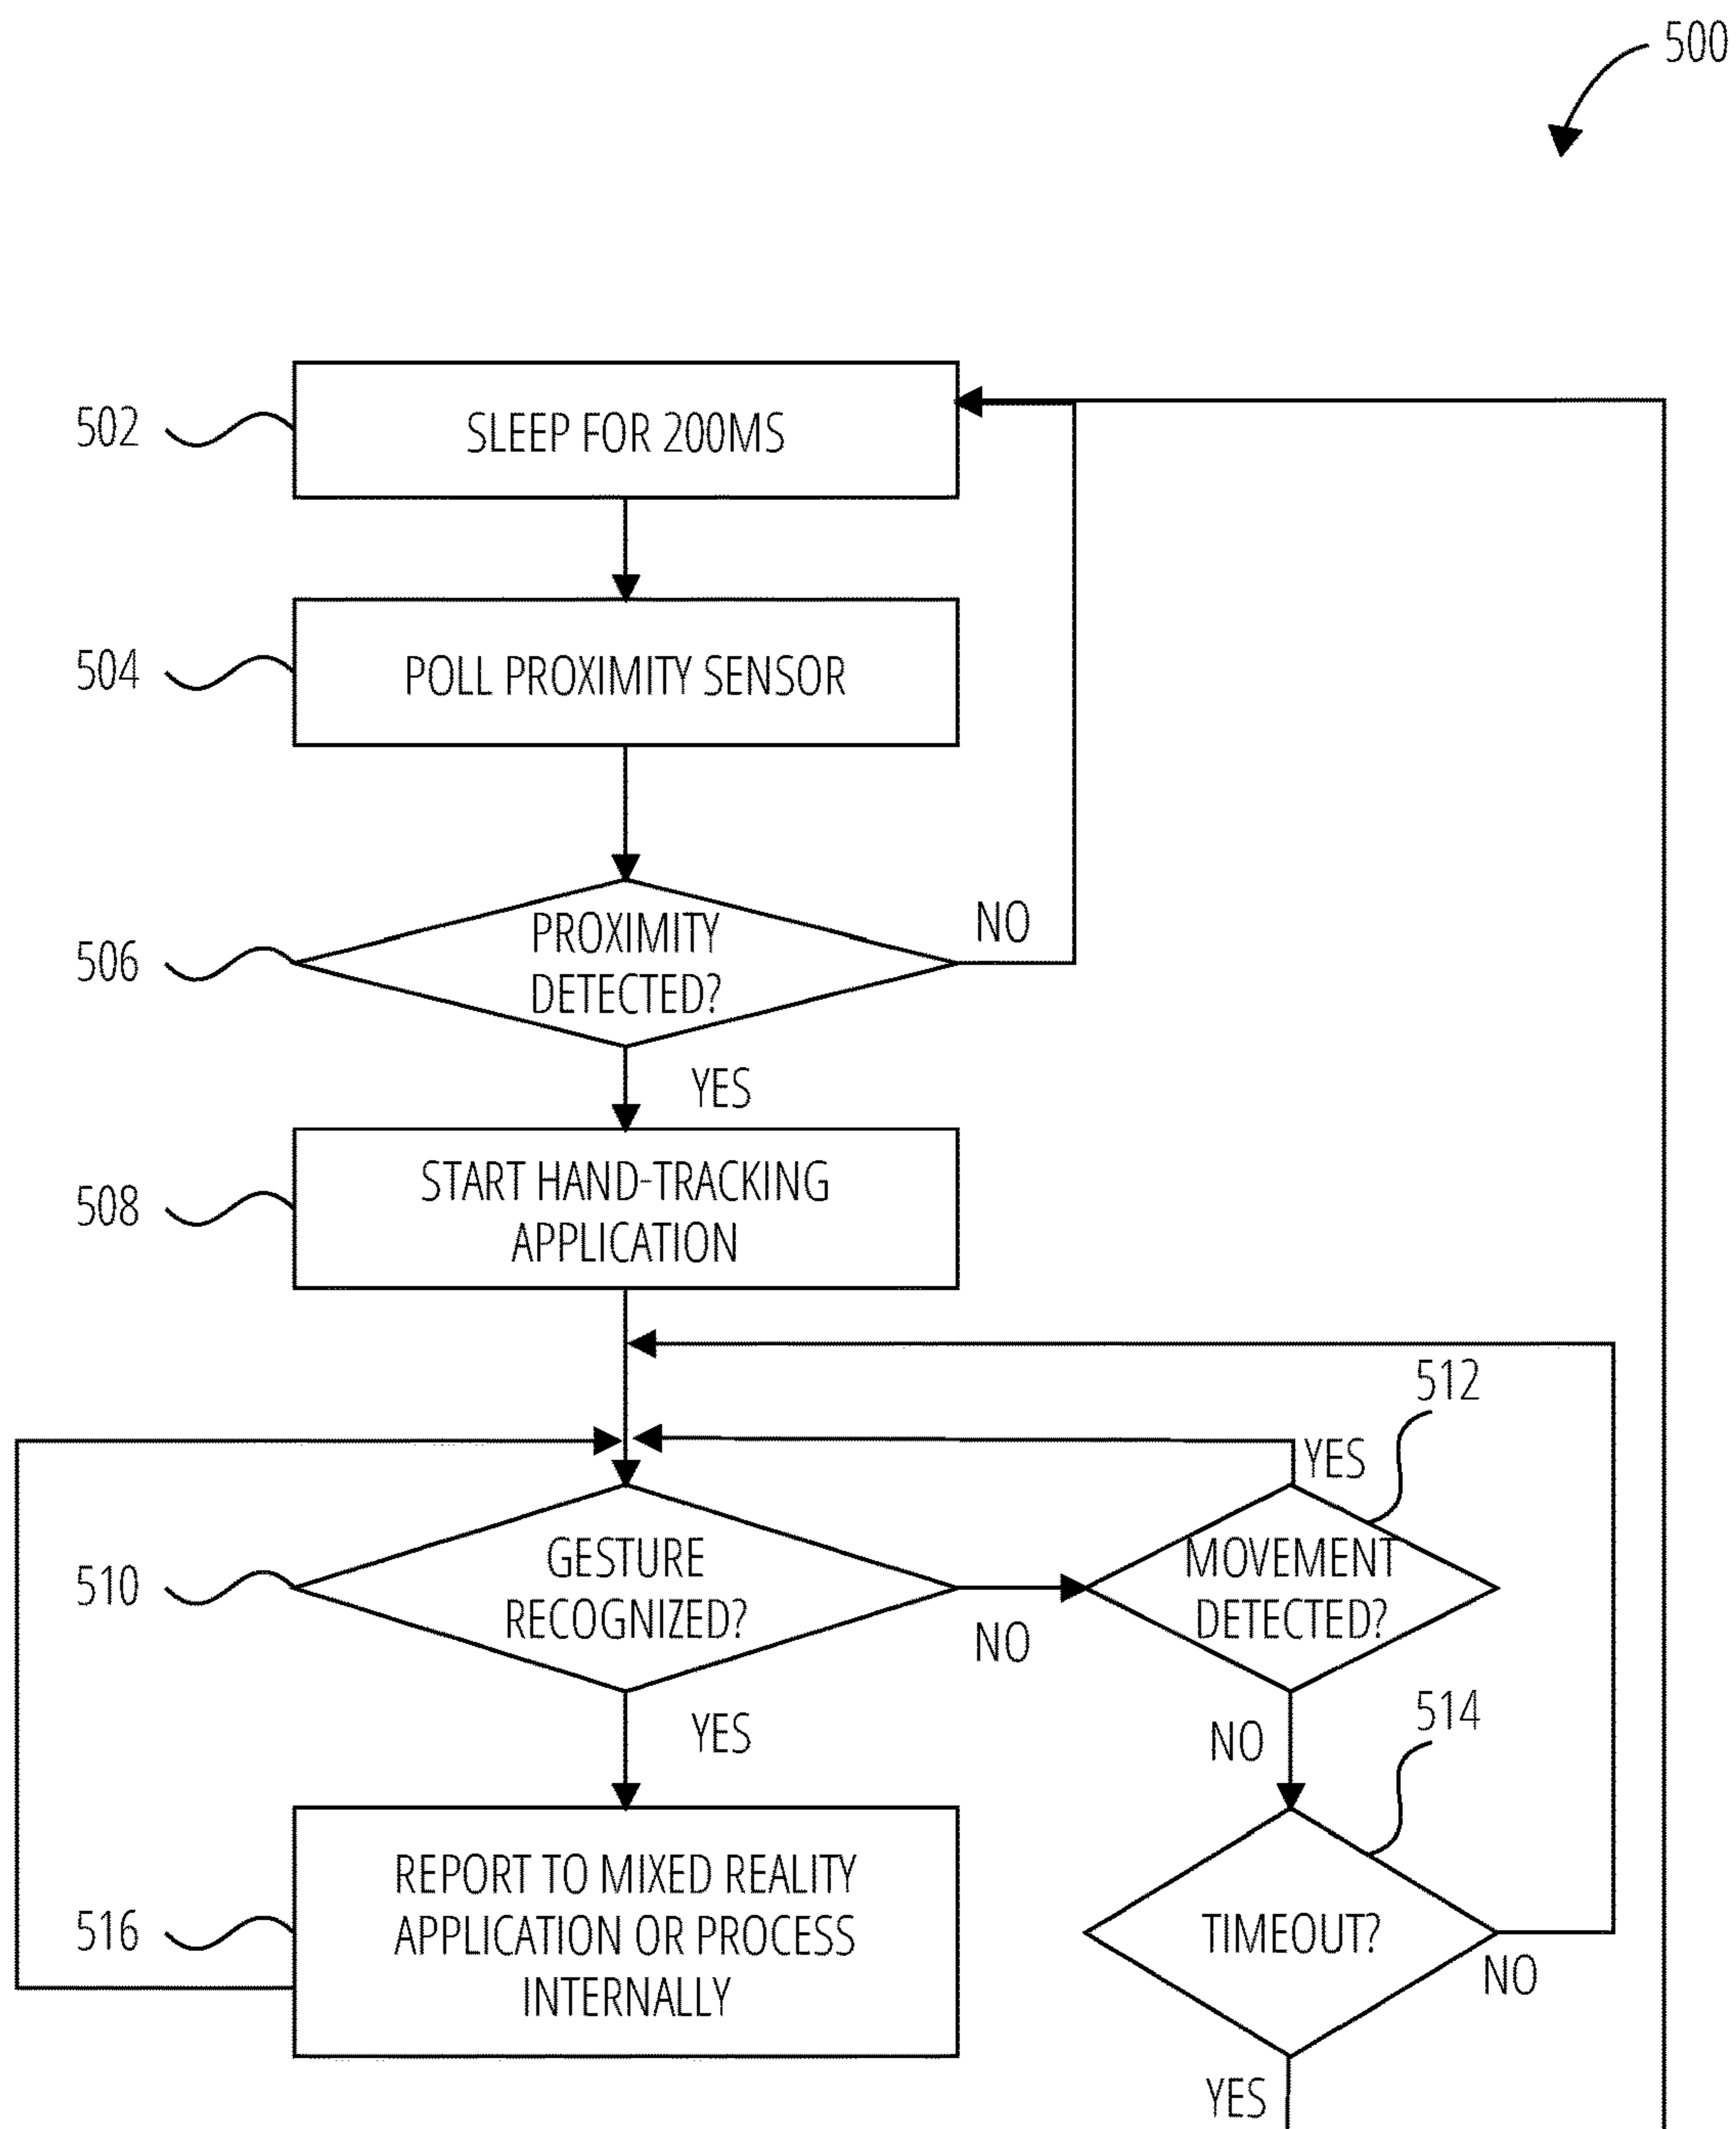 500
502
SLEEP FOR 200MS
504
POLL PROXIMITY SENSOR
506
PROXIMITY
DETECTED?
NO
YES
508
START HAND-TRACKING
APPLICATION
512
YES
510
GESTURE
RECOGNIZED?
NO
MOVEMENT
DETECTED?
YES
NO
514
516
REPORT TO MIXED REALITY
APPLICATION OR PROCESS
INTERNALLY
TIMEOUT?
NO
YES